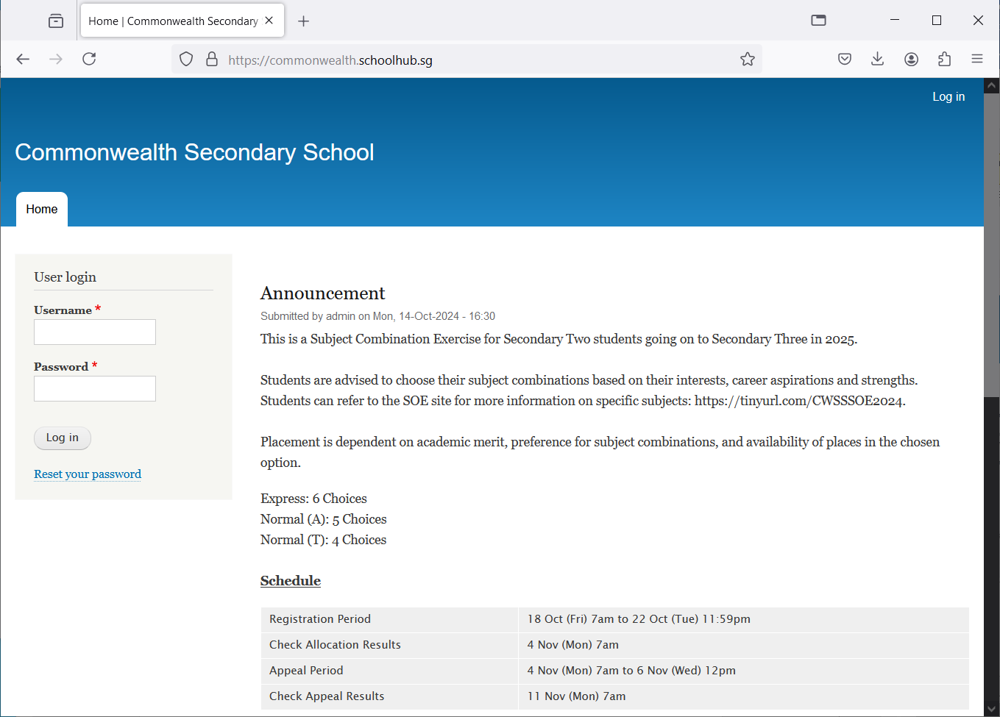 Home | Commonwealth Secondary
https://commonwealth.schoolhub.sg
Log in
Commonwealth Secondary School
Home
User login
Username *
Password *
Log in
Reset your password
Announcement
Submitted by admin on Mon, 14-Oct-2024 - 16:30
This is a Subject Combination Exercise for Secondary Two students going on to Secondary Three in 2025.
Students are advised to choose their subject combinations based on their interests, career aspirations and strengths.
Students can refer to the SOE site for more information on specific subjects: https://tinyurl.com/CWSSSOE2024.
Placement is dependent on academic merit, preference for subject combinations, and availability of places in the chosen
option.
Express: 6 Choices
Normal (A): 5 Choices
Normal (T): 4 Choices
Schedule
Registration Period 18 Oct (Fri) 7am to 22 Oct (Tue) 11:59pm
Check Allocation Results 4 Nov (Mon) 7am
Appeal Period 4 Nov (Mon) 7am to 6 Nov (Wed) 12pm
Check Appeal Results 11 Nov (Mon) 7am